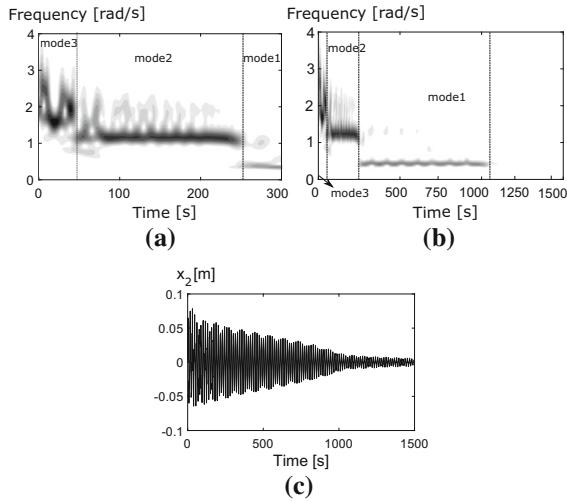 Frequency [rad/s]
mode3
mode2
mode1
4
3
2
1
0
0
100
200
300
Time [s]
(a)
Frequency [rad/s]
mode2
mode1
4
3
2
1
0
0
500
1000
1500
mode3
Time [s]
(b)
x2[m]
0.1
0.05
0
-0.05
-0.1
0
500
1000
1500
Time [s]
(c)